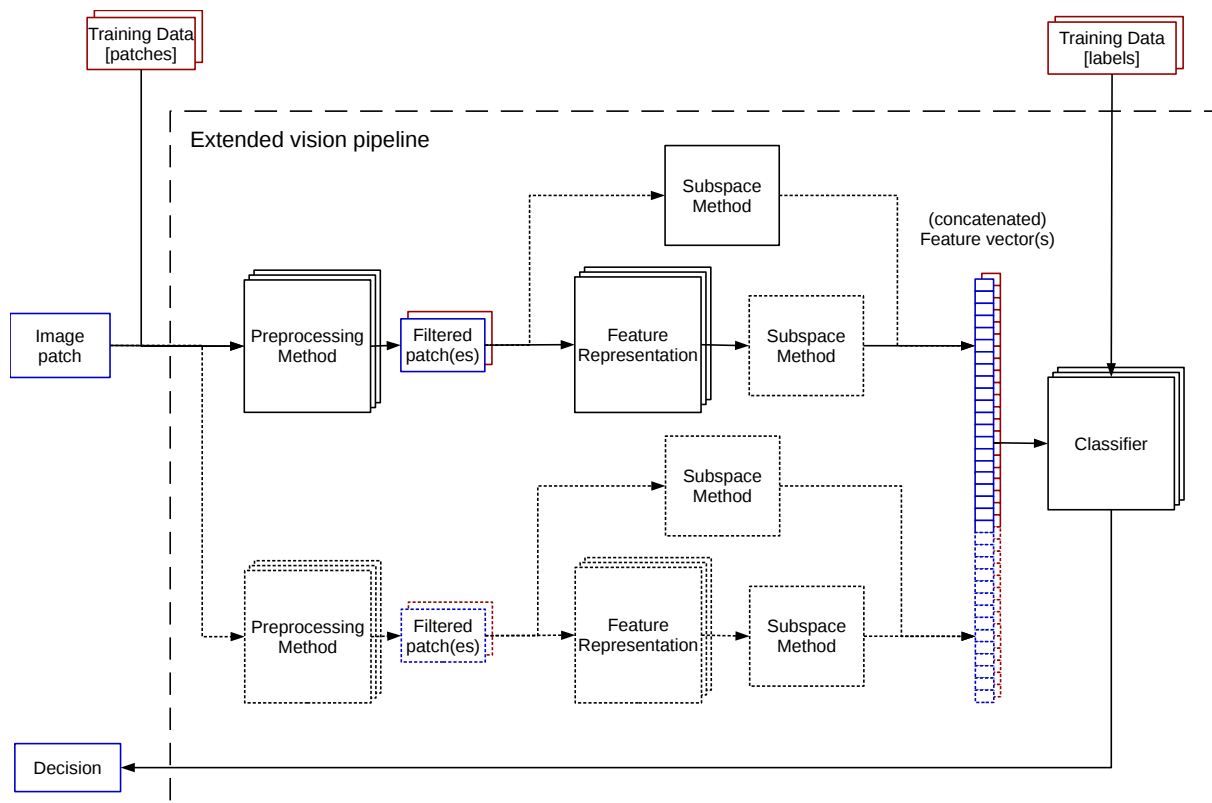 Training Data
[patches]
Training Data
[labels]
Extended vision pipeline
Subspace
Method
(concatenated)
Feature vector(s)
Image
patch
Preprocessing
Method
Filtered
patch(es)
Feature
Representation
Subspace
Method
Classifier
Subspace
Method
Preprocessing
Method
Filtered
patch(es)
Feature
Representation
Subspace
Method
Decision